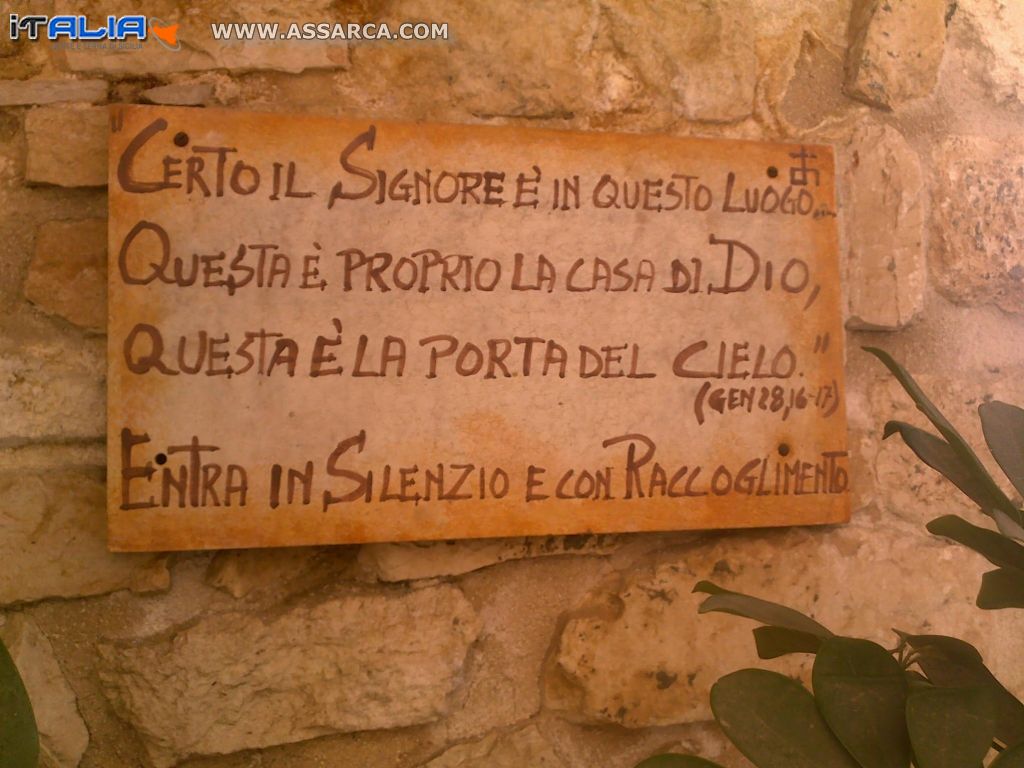 iTALIA
WWW.ASSARCA.COM
"CERTO IL SIGNORE E' IN QUESTO LUOGO...
QUESTA È PROPRIO LA CASA DI DIO,
QUESTA E' LA PORTA DEL CIELO."
(GEN 28,16-17)
ENTRA IN SILENZIO E CON RACCOGLIMENTO